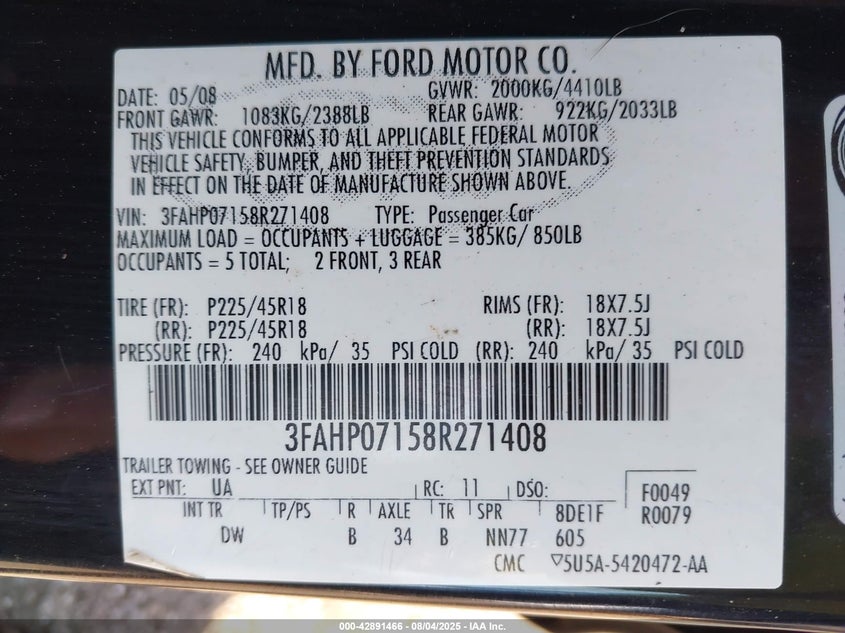 MFD. BY FORD MOTOR CO.
DATE: 05/08 GVWR: 2000KG/4410LB
FRONT GAWR: 1083KG/2388LB REAR GAWR: 922KG/2033LB
THIS VEHICLE CONFORMS TO ALL APPLICABLE FEDERAL MOTOR
VEHICLE SAFETY, BUMPER, AND THEFT PREVENTION STANDARDS
IN EFFECT ON THE DATE OF MANUFACTURE SHOWN ABOVE.
VIN: 3FAHP07158R271408 TYPE: Passenger Car
MAXIMUM LOAD = OCCUPANTS + LUGGAGE = 385KG/ 850LB
OCCUPANTS = 5 TOTAL; 2 FRONT, 3 REAR
TIRE (FR): P225/45R18 RIMS (FR): 18X7.5J
(RR): P225/45R18 (RR): 18X7.5J
PRESSURE (FR): 240 kPa/ 35 PSI COLD (RR): 240 kPa/ 35 PSI COLD
3FAHP07158R271408
TRAILER TOWING - SEE OWNER GUIDE
EXT PNT: UA RC: 11 DSO: F0049
INT TR TP/PS R AXLE TR SPR 8DE1F R0079
DW B 34 B NN77 605
CMC ▽5U5A-5420472-AA
000-42891466 - 08/04/2025 - IAA Inc.